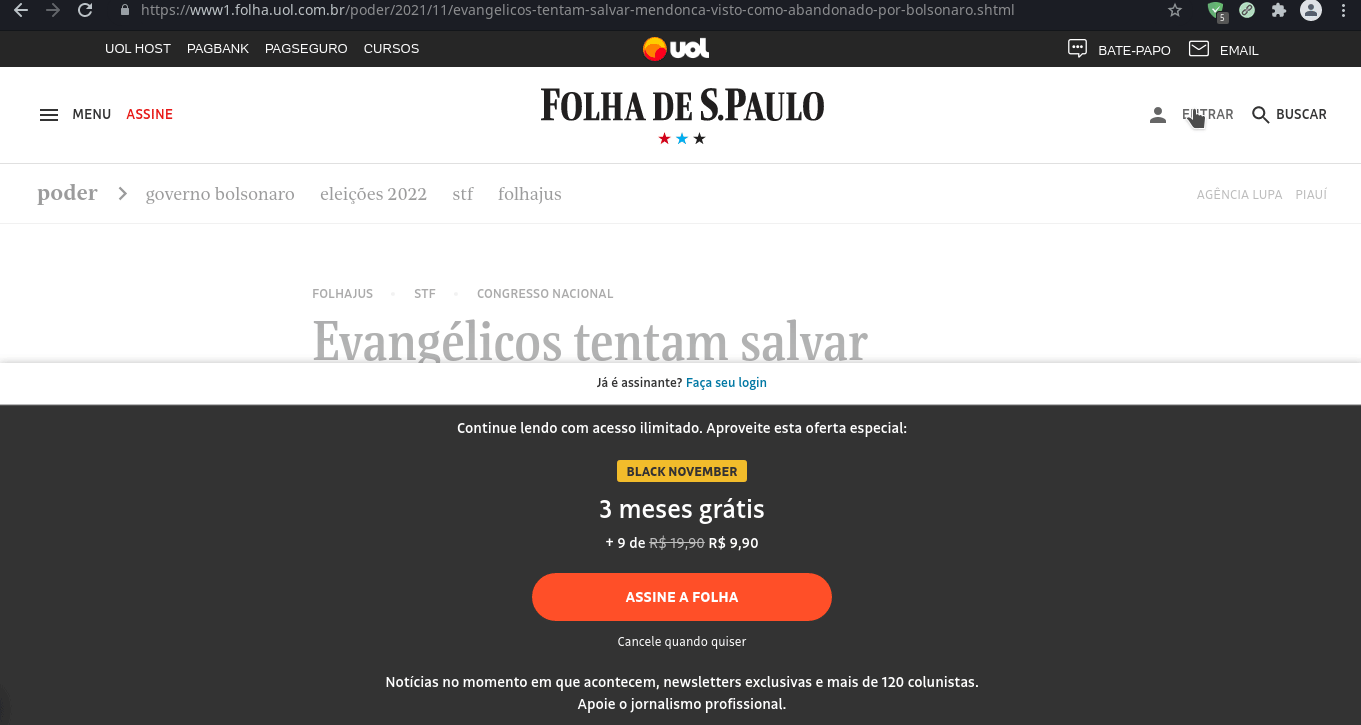 https://www1.folha.uol.com.br/poder/2021/11/evangelicos-tentam-salvar-mendonca-visto-como-abandonado-por-bolsonaro.shtml
5
UOL HOST PAGBANK PAGSEGURO CURSOS uol BATE-PAPO EMAIL
MENU ASSINE FOLHA DE S.PAULO ENTRAR BUSCAR
poder governo bolsonaro eleições 2022 stf folhajus AGÊNCIA LUPA PIAUÍ
FOLHAJUS STF CONGRESSO NACIONAL
Evangélicos tentam salvar
Já é assinante? Faça seu login
Continue lendo com acesso ilimitado. Aproveite esta oferta especial:
BLACK NOVEMBER
3 meses grátis
+ 9 de R$ 19,90 R$ 9,90
ASSINE A FOLHA
Cancele quando quiser
Notícias no momento em que acontecem, newsletters exclusivas e mais de 120 colunistas.
Apoie o jornalismo profissional.